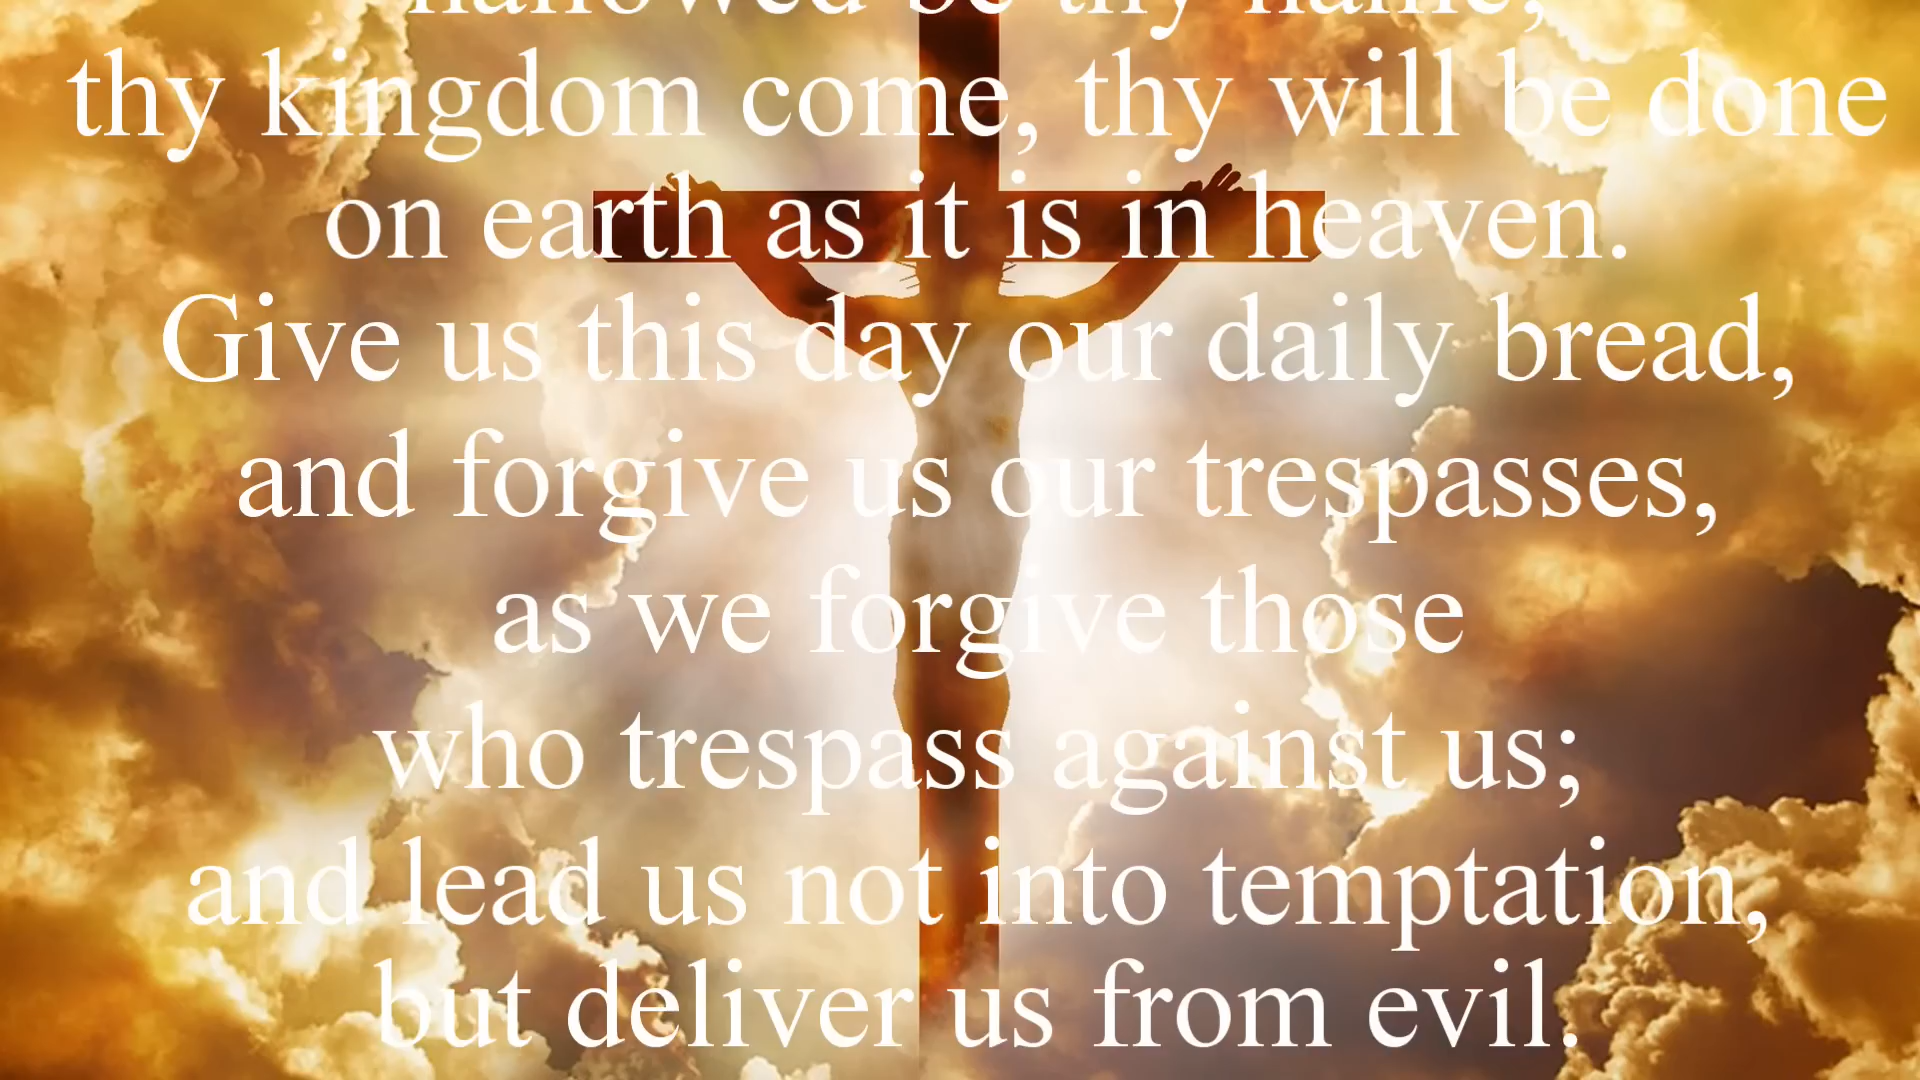 hallowed be thy name,
thy kingdom come, thy will be done
on earth as it is in heaven.
Give us this day our daily bread,
and forgive us our trespasses,
as we forgive those
who trespass against us;
and lead us not into temptation,
but deliver us from evil.